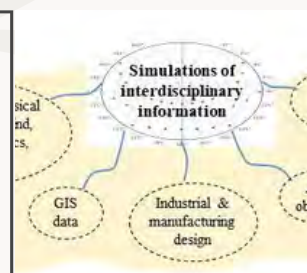 Simulations of
interdisciplinary
information
GIS
data
Industrial &
manufacturing
design